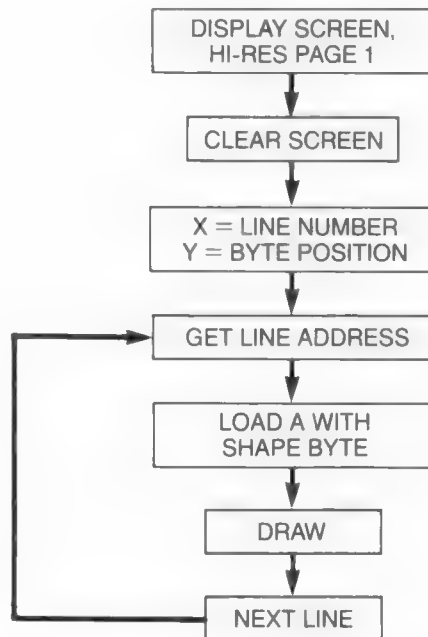 DISPLAY SCREEN,
HI-RES PAGE 1
CLEAR SCREEN
X = LINE NUMBER
Y = BYTE POSITION
GET LINE ADDRESS
LOAD A WITH
SHAPE BYTE
DRAW
NEXT LINE